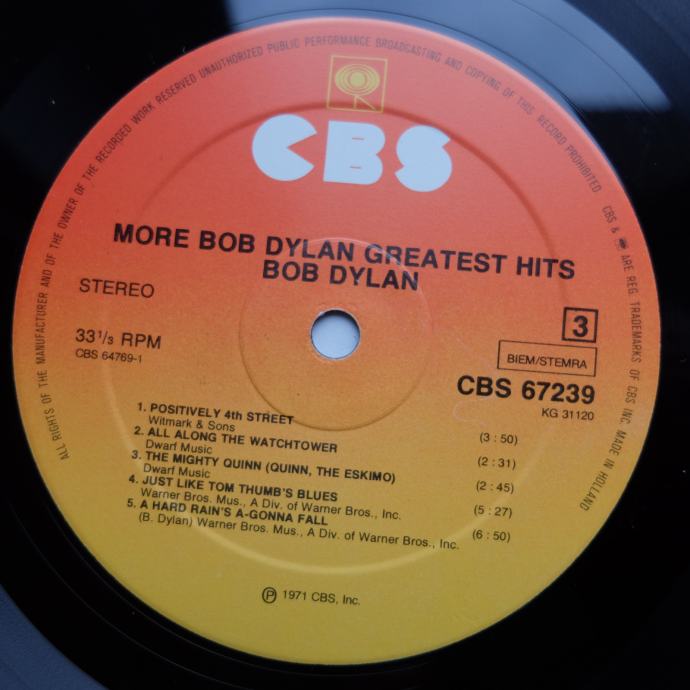 ALL RIGHTS OF THE MANUFACTURER AND OF THE OWNER OF THE RECORDED WORK RESERVED UNAUTHORIZED PUBLIC PERFORMANCE BROADCASTING AND COPYING OF THIS RECORD PROHIBITED
CBS & ARE REG. TRADEMARKS OF CBS INC. MADE IN HOLLAND
CBS
MORE BOB DYLAN GREATEST HITS
BOB DYLAN
STEREO
3
33 1/3 RPM
BIEM/STEMRA
CBS 64769-1
CBS 67239
KG 31120
1. POSITIVELY 4th STREET (3 : 50)
Witmark & Sons
2. ALL ALONG THE WATCHTOWER (2 : 31)
Dwarf Music
3. THE MIGHTY QUINN (QUINN, THE ESKIMO) (2 : 45)
Dwarf Music
4. JUST LIKE TOM THUMB'S BLUES (5 : 27)
Warner Bros. Mus., A Div. of Warner Bros., Inc.
5. A HARD RAIN'S A-GONNA FALL (6 : 50)
(B. Dylan) Warner Bros. Mus., A Div. of Warner Bros., Inc.
℗ 1971 CBS, Inc.